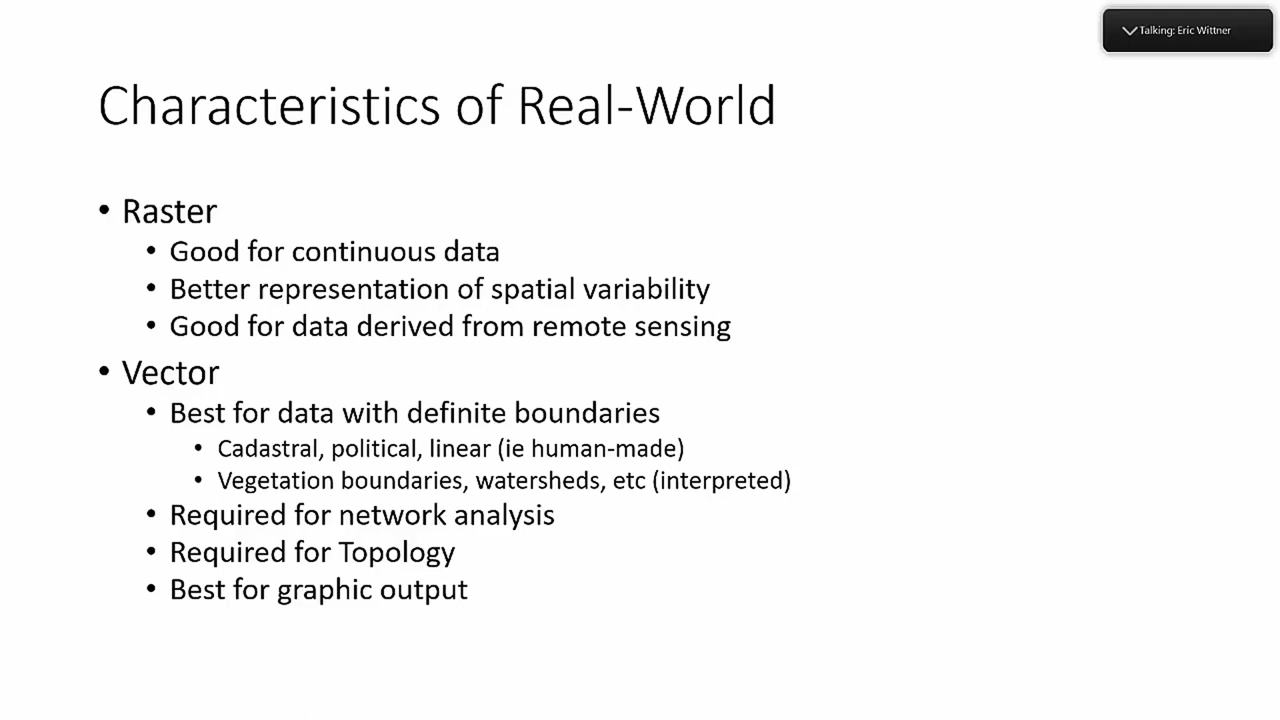 Talking: Eric Wittner
Characteristics of Real-World
• Raster
• Good for continuous data
• Better representation of spatial variability
• Good for data derived from remote sensing
• Vector
• Best for data with definite boundaries
• Cadastral, political, linear (ie human-made)
• Vegetation boundaries, watersheds, etc (interpreted)
• Required for network analysis
• Required for Topology
• Best for graphic output